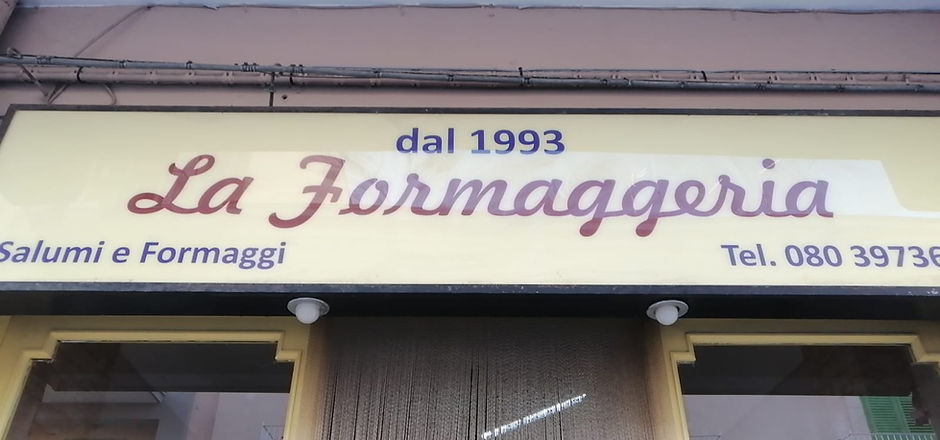 dal 1993
La Formaggeria
Salumi e Formaggi
Tel. 080 39736